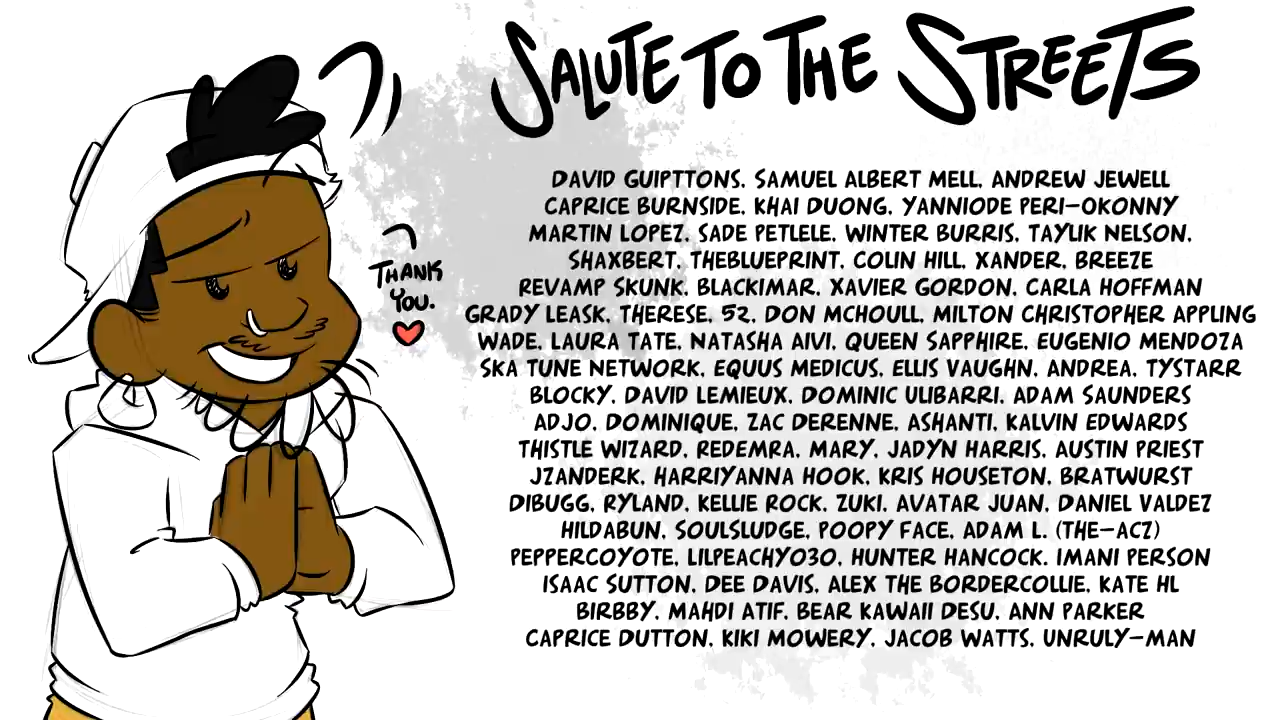 SALUTE TO THE STREETS
THANK
YOU.
DAVID GUIPTTONS, SAMUEL ALBERT MELL, ANDREW JEWELL
CAPRICE BURNSIDE, KHAI DUONG, YANNIODE PERI-OKONNY
MARTIN LOPEZ, SADE PETLELE, WINTER BURRIS, TAYLIK NELSON,
SHAXBERT, THEBLUEPRINT, COLIN HILL, XANDER, BREEZE
REVAMP SKUNK, BLACKIMAR, XAVIER GORDON, CARLA HOFFMAN
GRADY LEASK, THERESE, 52, DON MCHOULL, MILTON CHRISTOPHER APPLING
WADE, LAURA TATE, NATASHA AIVI, QUEEN SAPPHIRE, EUGENIO MENDOZA
SKA TUNE NETWORK, EQUUS MEDICUS, ELLIS VAUGHN, ANDREA, TYSTARR
BLOCKY, DAVID LEMIEUX, DOMINIC ULIBARRI, ADAM SAUNDERS
ADJO, DOMINIQUE, ZAC DERENNE, ASHANTI, KALVIN EDWARDS
THISTLE WIZARD, REDEMRA, MARY, JADYN HARRIS, AUSTIN PRIEST
JZANDERK, HARRIYANNA HOOK, KRIS HOUSETON, BRATWURST
DIBUGG, RYLAND, KELLIE ROCK, ZUKI, AVATAR JUAN, DANIEL VALDEZ
HILDABUN, SOULSLUDGE, POOPY FACE, ADAM L. (THE-ACZ)
PEPPERCOYOTE, LILPEACHYO30, HUNTER HANCOCK, IMANI PERSON
ISAAC SUTTON, DEE DAVIS, ALEX THE BORDERCOLLIE, KATE HL
BIRBBY, MAHDI ATIF, BEAR KAWAII DESU, ANN PARKER
CAPRICE DUTTON, KIKI MOWERY, JACOB WATTS, UNRULY-MAN